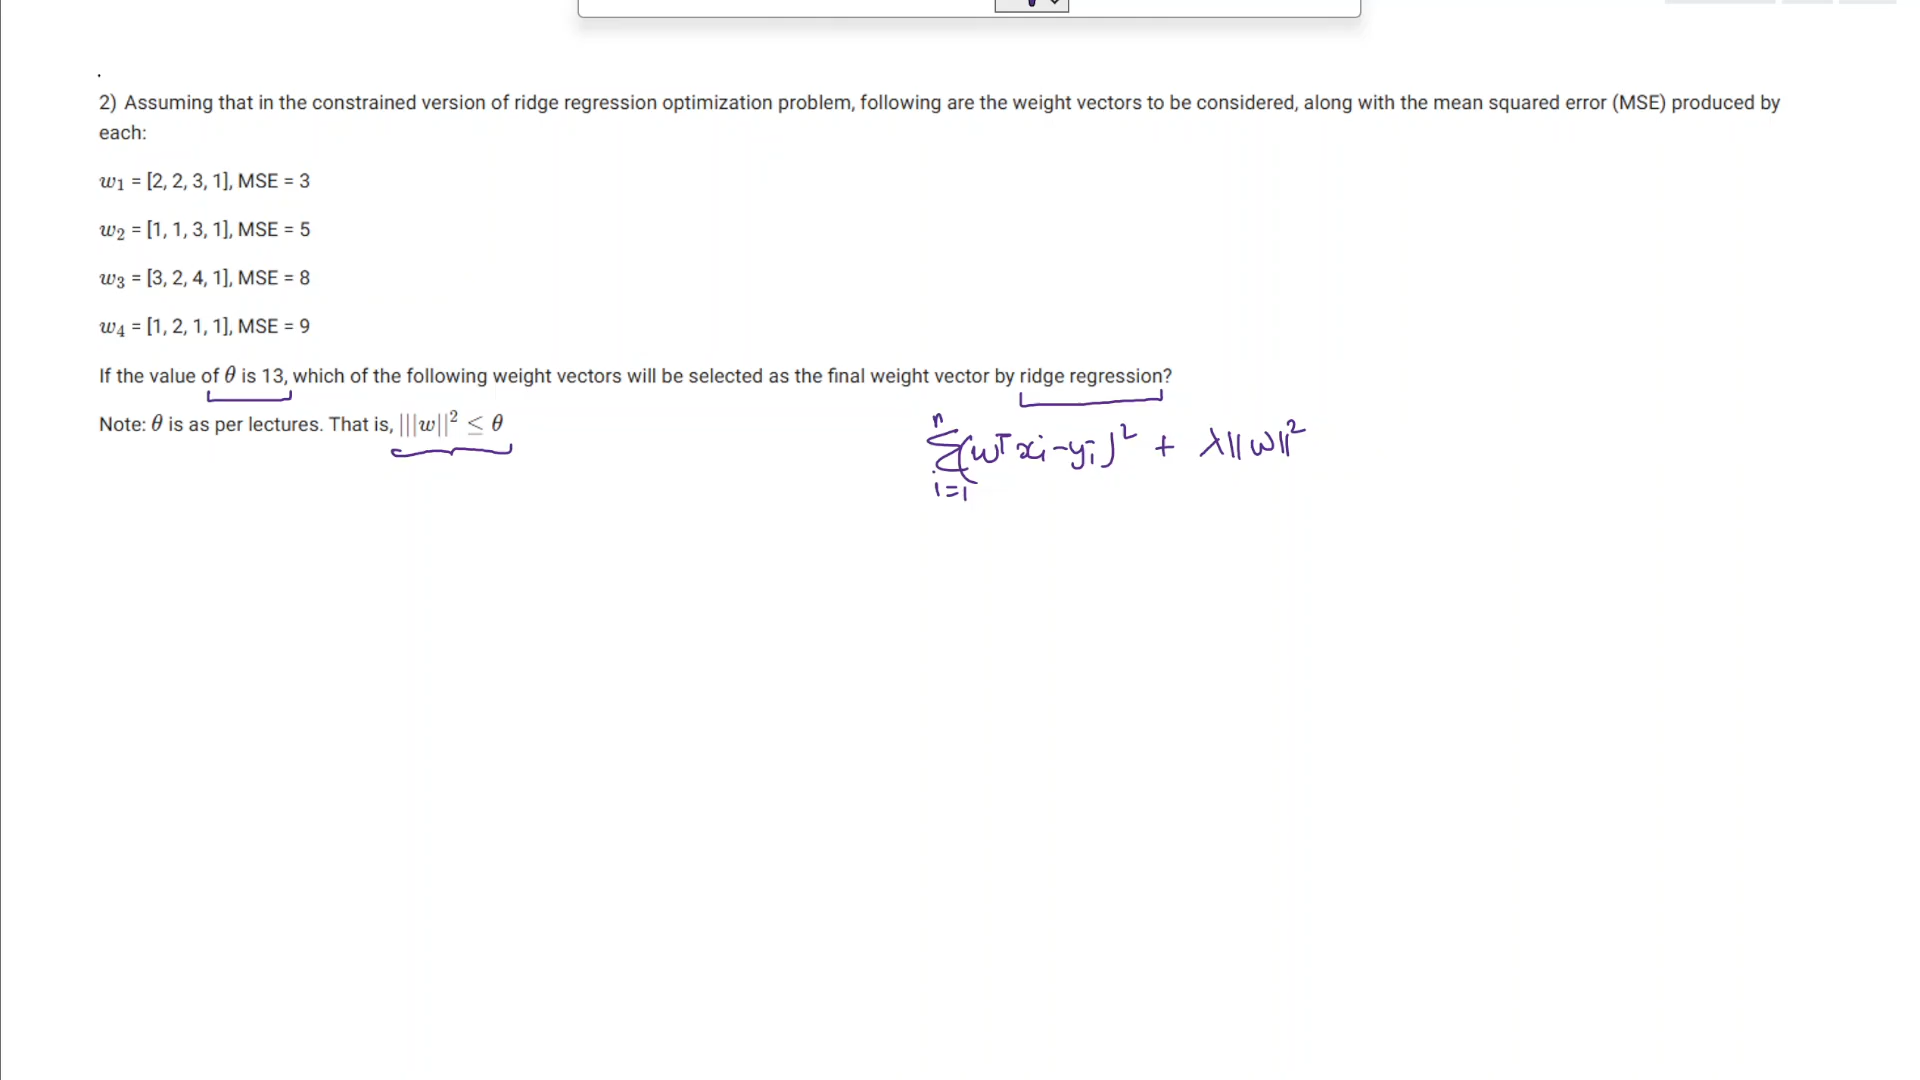 2) Assuming that in the constrained version of ridge regression optimization problem, following are the weight vectors to be considered, along with the mean squared error (MSE) produced by
each:
w₁ = [2, 2, 3, 1], MSE = 3
w₂ = [1, 1, 3, 1], MSE = 5
w₃ = [3, 2, 4, 1], MSE = 8
w₄ = [1, 2, 1, 1], MSE = 9
If the value of θ is 13, which of the following weight vectors will be selected as the final weight vector by ridge regression?
Note: θ is as per lectures. That is, |||w||² ≤ θ
n
Σ(wᵀxᵢ-yᵢ)² + λ||w||²
i=1